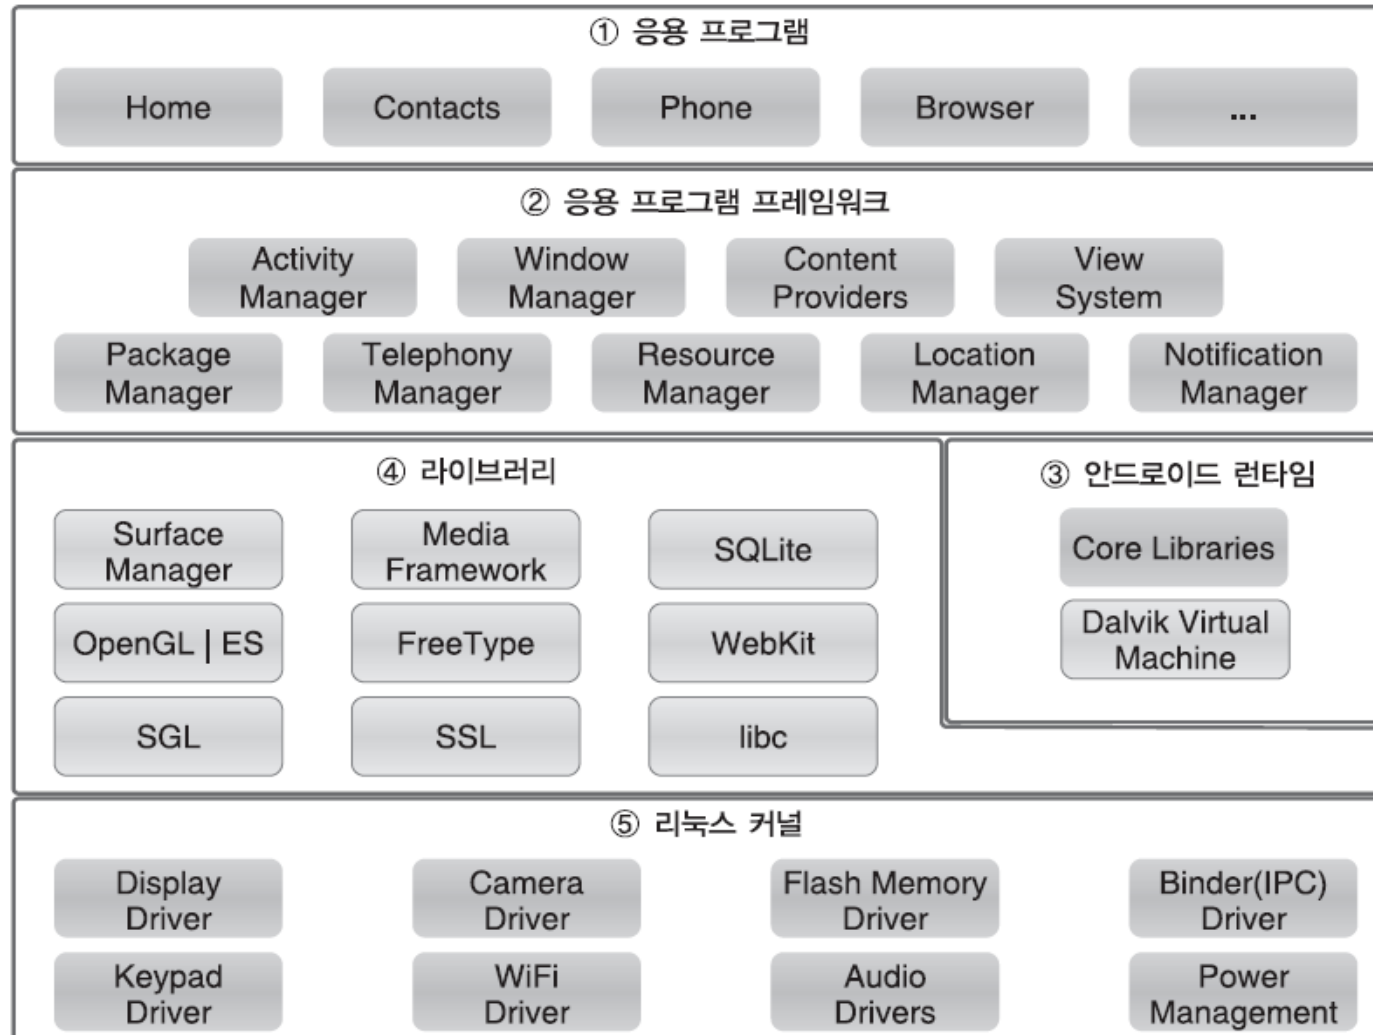 ① 응용 프로그램
Home
Contacts
Phone
Browser
...
② 응용 프로그램 프레임워크
Activity
Manager
Window
Manager
Content
Providers
View
System
Package
Manager
Telephony
Manager
Resource
Manager
Location
Manager
Notification
Manager
④ 라이브러리
Surface
Manager
Media
Framework
SQLite
OpenGL | ES
FreeType
WebKit
SGL
SSL
libc
③ 안드로이드 런타임
Core Libraries
Dalvik Virtual
Machine
⑤ 리눅스 커널
Display
Driver
Camera
Driver
Flash Memory
Driver
Binder(IPC)
Driver
Keypad
Driver
WiFi
Driver
Audio
Drivers
Power
Management